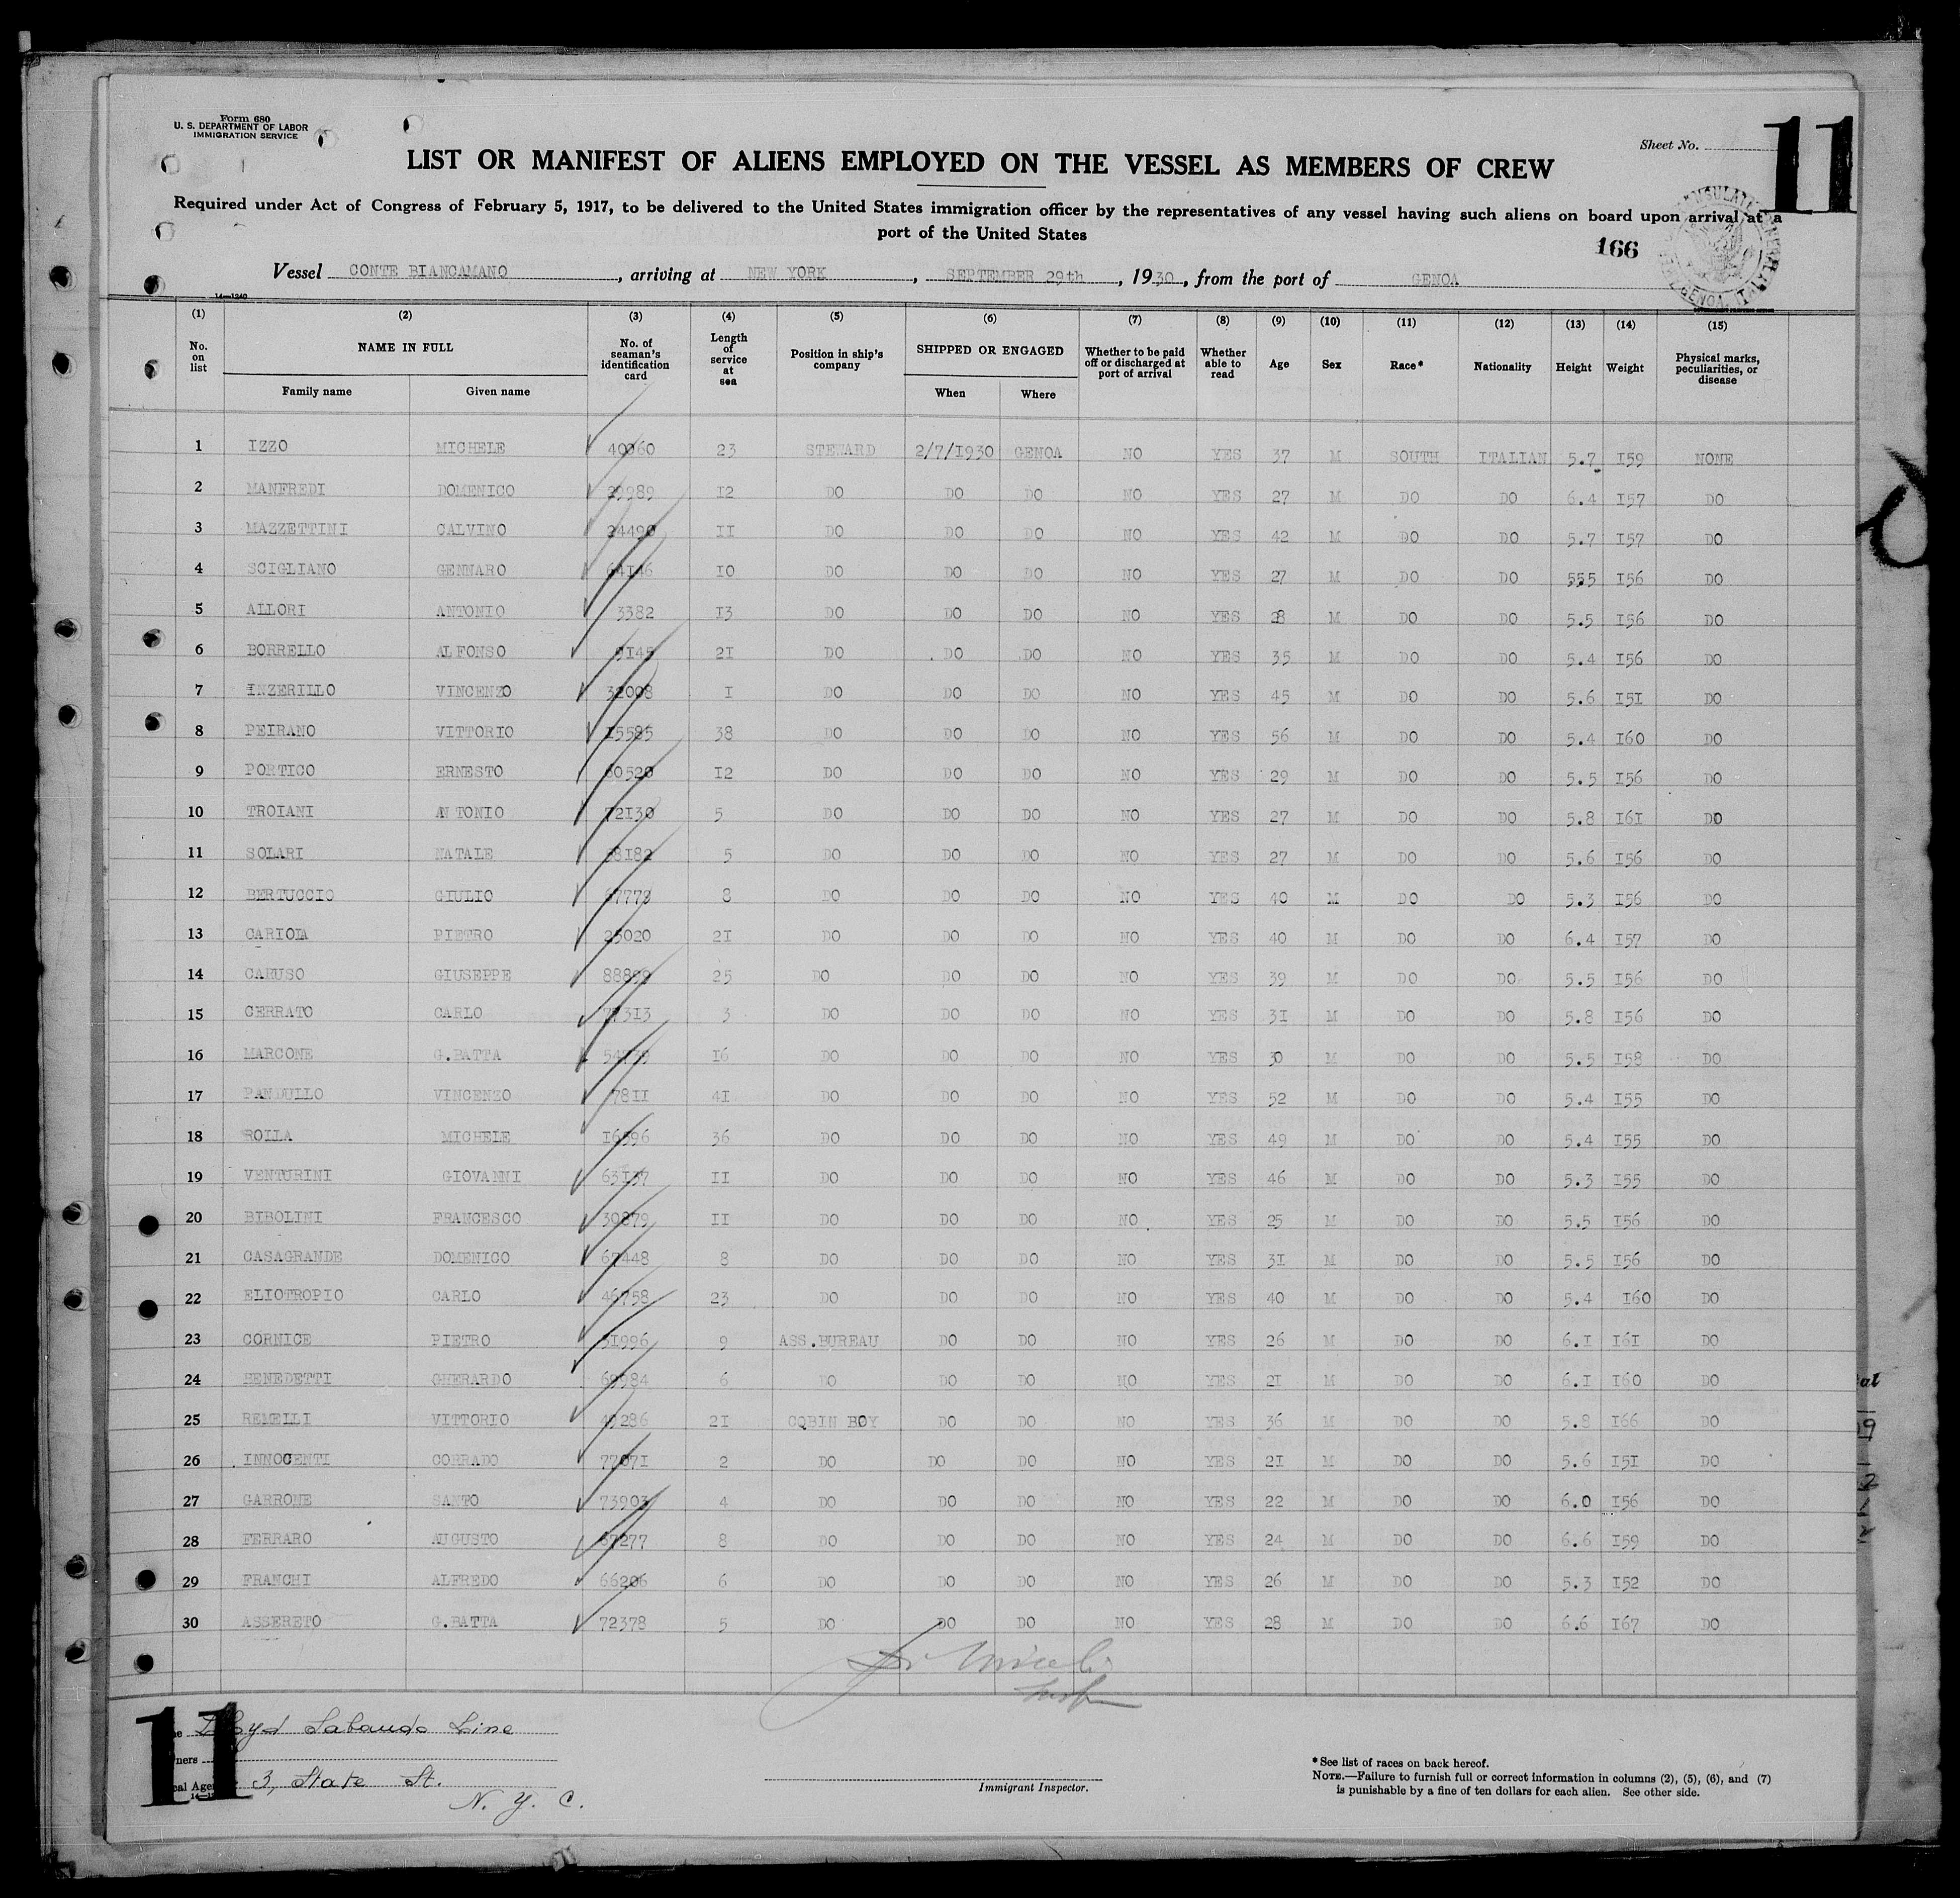 Form 680
U. S. DEPARTMENT OF LABOR
IMMIGRATION SERVICE
Sheet No.
11
LIST OR MANIFEST OF ALIENS EMPLOYED ON THE VESSEL AS MEMBERS OF CREW
Required under Act of Congress of February 5, 1917, to be delivered to the United States immigration officer by the representatives of any vessel having such aliens on board upon arrival at a
port of the United States
166
Vessel CONTE BIANCAMANO, arriving at NEW YORK, SEPTEMBER 29th, 1930, from the port of GENOA
14—1240
(1) (2) (3) (4) (5) (6) (7) (8) (9) (10) (11) (12) (13) (14) (15)
No. on list NAME IN FULL No. of seaman's identification card Length of service at sea Position in ship's company SHIPPED OR ENGAGED Whether to be paid off or discharged at port of arrival Whether able to read Age Sex Race* Nationality Height Weight Physical marks, peculiarities, or disease
Family name Given name When Where
1 IZZO MICHELE 40960 23 STEWARD 2/7/1930 GENOA NO YES 37 M SOUTH ITALIAN 5.7 159 NONE
2 MANFREDI DOMENICO 29989 12 DO DO DO NO YES 27 M DO DO 6.4 157 DO
3 MAZZETTINI CALVINO 24490 11 DO DO DO NO YES 42 M DO DO 5.7 157 DO
4 SCIGLIANO GENNARO 10 DO DO DO NO YES 27 M DO DO 5.5 156 DO
5 ALLORI ANTONIO 3382 13 DO DO DO NO YES 28 M DO DO 5.5 156 DO
6 BORRELLO ALFONSO 21 DO DO DO NO YES 35 M DO DO 5.4 156 DO
7 INZERILLO VINCENZO 32008 1 DO DO DO NO YES 45 M DO DO 5.6 151 DO
8 PEIRANO VITTORIO 15585 38 DO DO DO NO YES 56 M DO DO 5.4 160 DO
9 PORTICO ERNESTO 12 DO DO DO NO YES 29 M DO DO 5.5 156 DO
10 TROIANI ANTONIO 72130 5 DO DO DO NO YES 27 M DO DO 5.8 161 DO
11 SOLARI NATALE 5 DO DO DO NO YES 27 M DO DO 5.6 156 DO
12 BERTUCCIO GIULIO 8 DO DO DO NO YES 40 M DO DO 5.3 156 DO
13 CARIOLA PIETRO 21 DO DO DO NO YES 40 M DO DO 6.4 157 DO
14 CARUSO GIUSEPPE 88899 25 DO DO DO NO YES 39 M DO DO 5.5 156 DO
15 CERRATO CARLO 77313 3 DO DO DO NO YES 31 M DO DO 5.8 156 DO
16 MARCONE G.BATTA 16 DO DO DO NO YES 30 M DO DO 5.5 158 DO
17 PANDULLO VINCENZO 7811 41 DO DO DO NO YES 52 M DO DO 5.4 155 DO
18 ROLLA MICHELE 36 DO DO DO NO YES 49 M DO DO 5.4 155 DO
19 VENTURINI GIOVANNI 63137 11 DO DO DO NO YES 46 M DO DO 5.3 155 DO
20 BIBOLINI FRANCESCO 30879 11 DO DO DO NO YES 25 M DO DO 5.5 156 DO
21 CASAGRANDE DOMENICO 67448 8 DO DO DO NO YES 31 M DO DO 5.5 156 DO
22 ELIOTROPIO CARLO 46758 23 DO DO DO NO YES 40 M DO DO 5.4 160 DO
23 CORNICE PIETRO 9 ASS.BUREAU DO DO NO YES 26 M DO DO 6.1 161 DO
24 BENEDETTI GHERARDO 6 DO DO DO NO YES 21 M DO DO 6.1 160 DO
25 REMELLI VITTORIO 21 COBIN BOY DO DO NO YES 36 M DO DO 5.8 166 DO
26 INNOCENTI CORRADO 77071 2 DO DO DO NO YES 21 M DO DO 5.6 151 DO
27 GARRONE SANTO 73903 4 DO DO DO NO YES 22 M DO DO 6.0 156 DO
28 FERRARO AUGUSTO 8 DO DO DO NO YES 24 M DO DO 6.6 159 DO
29 FRANCHI ALFREDO 66206 6 DO DO DO NO YES 26 M DO DO 5.3 152 DO
30 ASSERETO G.BATTA 72378 5 DO DO DO NO YES 28 M DO DO 6.6 167 DO
11
Lloyd Sabaudo Line
3, State St.
N. Y. C.
Immigrant Inspector.
*See list of races on back hereof.
NOTE.—Failure to furnish full or correct information in columns (2), (5), (6), and (7)
is punishable by a fine of ten dollars for each alien. See other side.